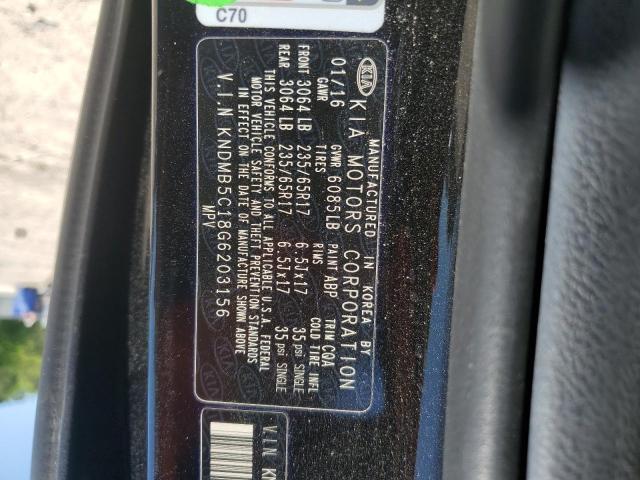 C70
MANUFACTURED IN KOREA BY
KIA KIA MOTORS CORPORATION
01/16 GVWR 6085LB PAINT ABP TRIM CQA
GAWR TIRES RIMS COLD TIRE INFL
FRONT 3064 LB 235/65R17 6.5Jx17 35 psi SINGLE
REAR 3064 LB 235/65R17 6.5Jx17 35 psi SINGLE
THIS VEHICLE CONFORMS TO ALL APPLICABLE U.S.A. FEDERAL
MOTOR VEHICLE SAFETY AND THEFT PREVENTION STANDARDS
IN EFFECT ON THE DATE OF MANUFACTURE SHOWN ABOVE
V.I.N KNDMB5C18G6203156
MPV
V.I.N